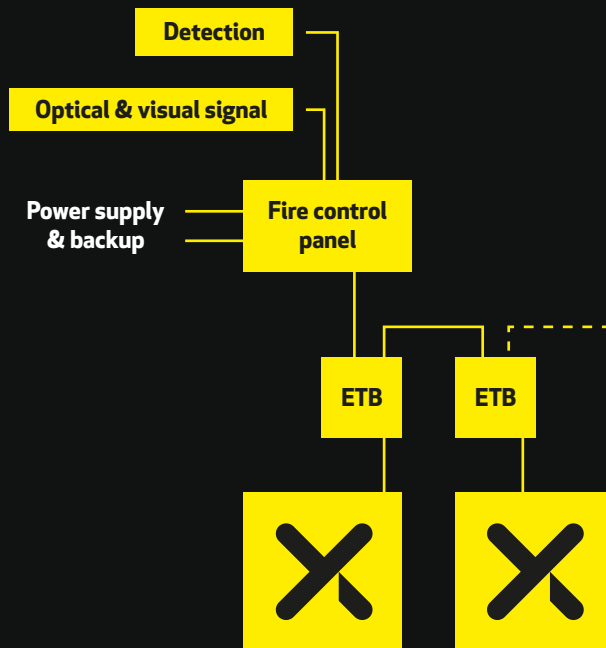 Detection
Optical & visual signal
Power supply
& backup
Fire control
panel
ETB
ETB